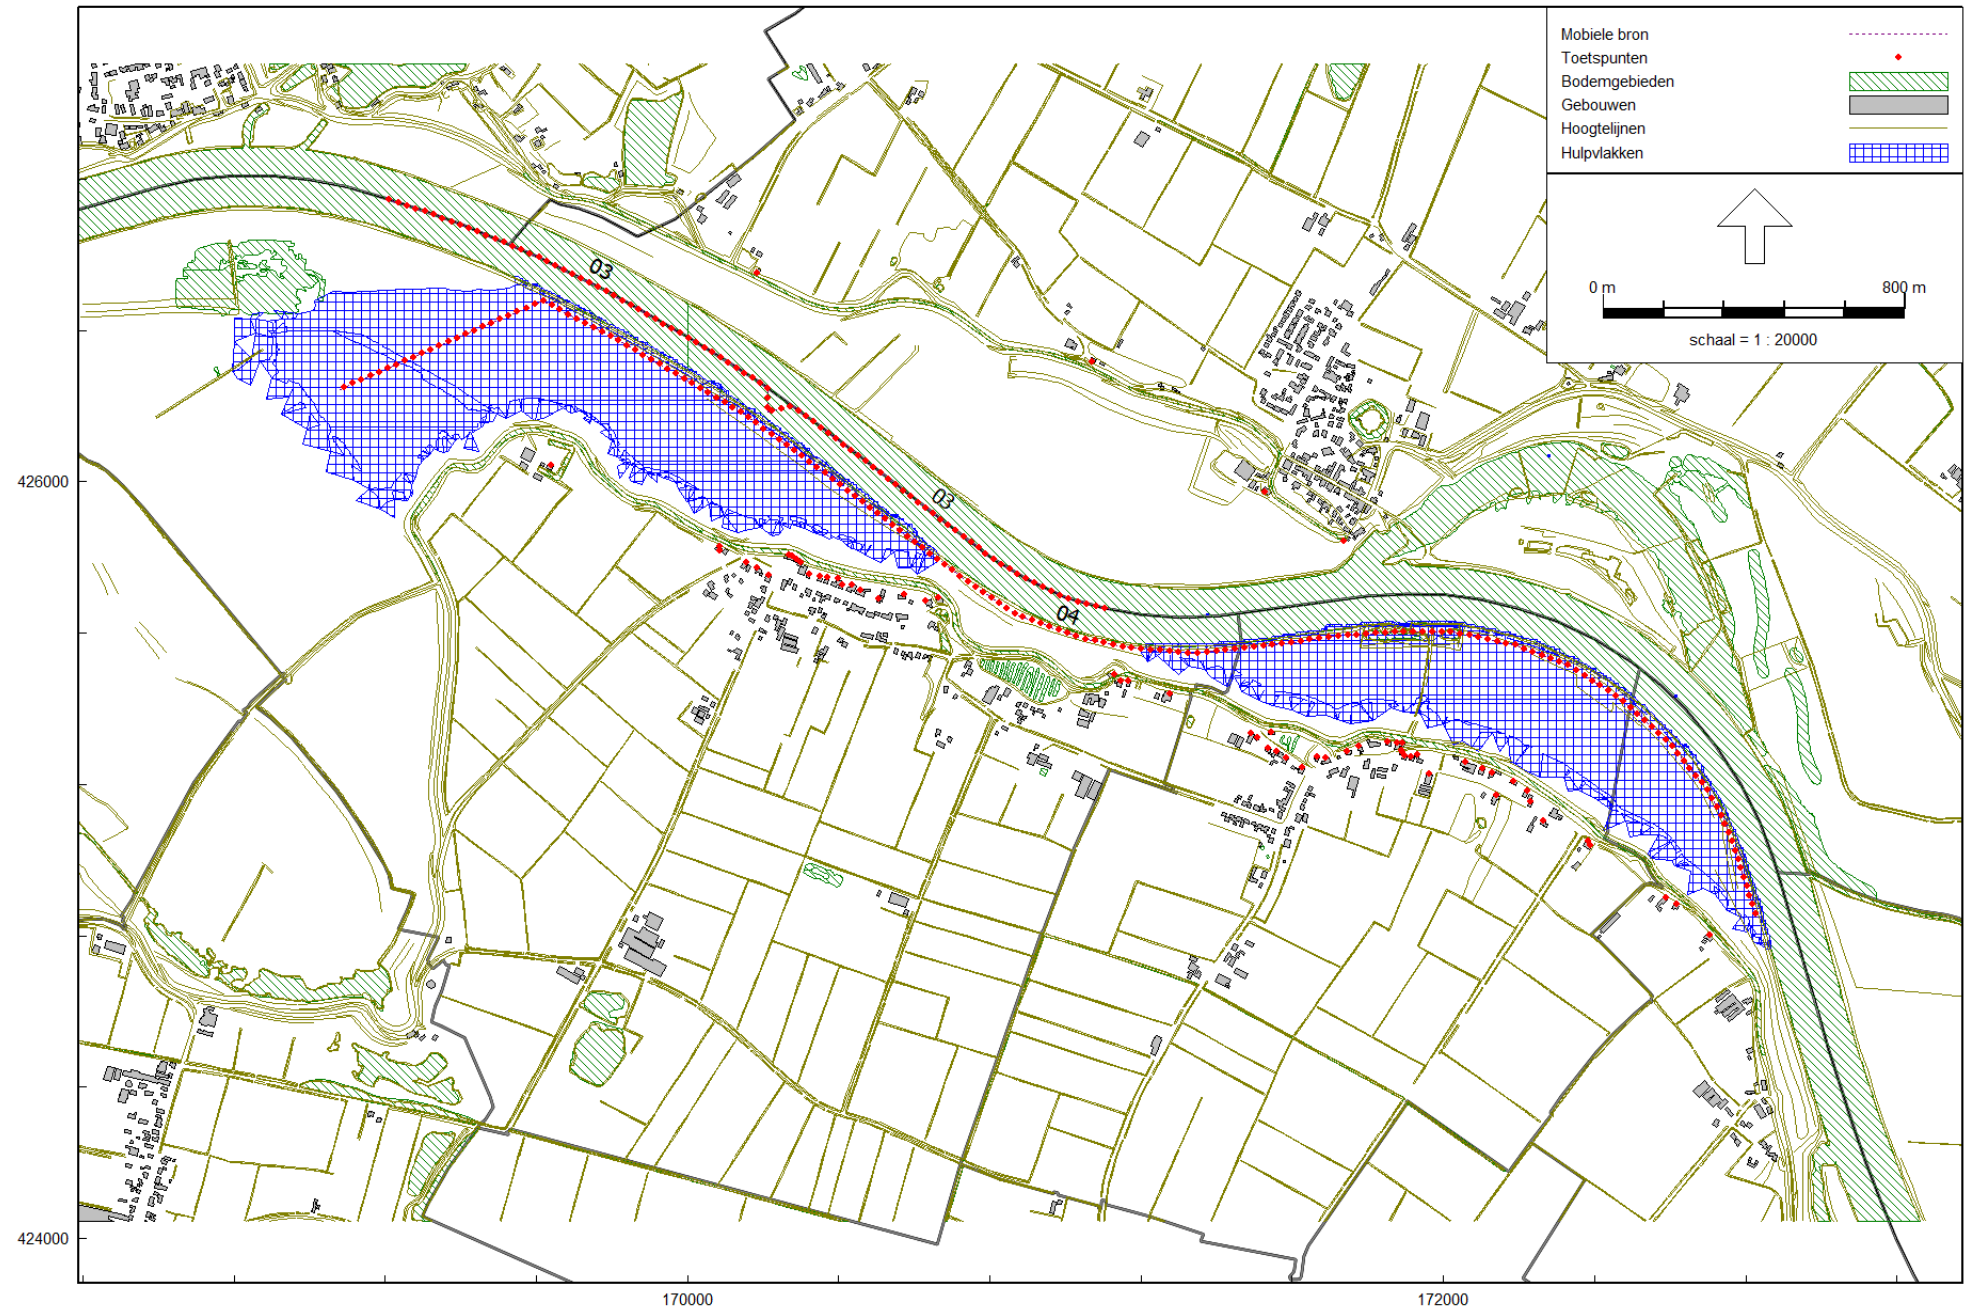 Mobiele bron
Toetspunten
Bodemgebieden
Gebouwen
Hoogtelijnen
Hulpvlakken
0 m 800 m
schaal = 1 : 20000
03
03
04
426000
424000
170000 172000